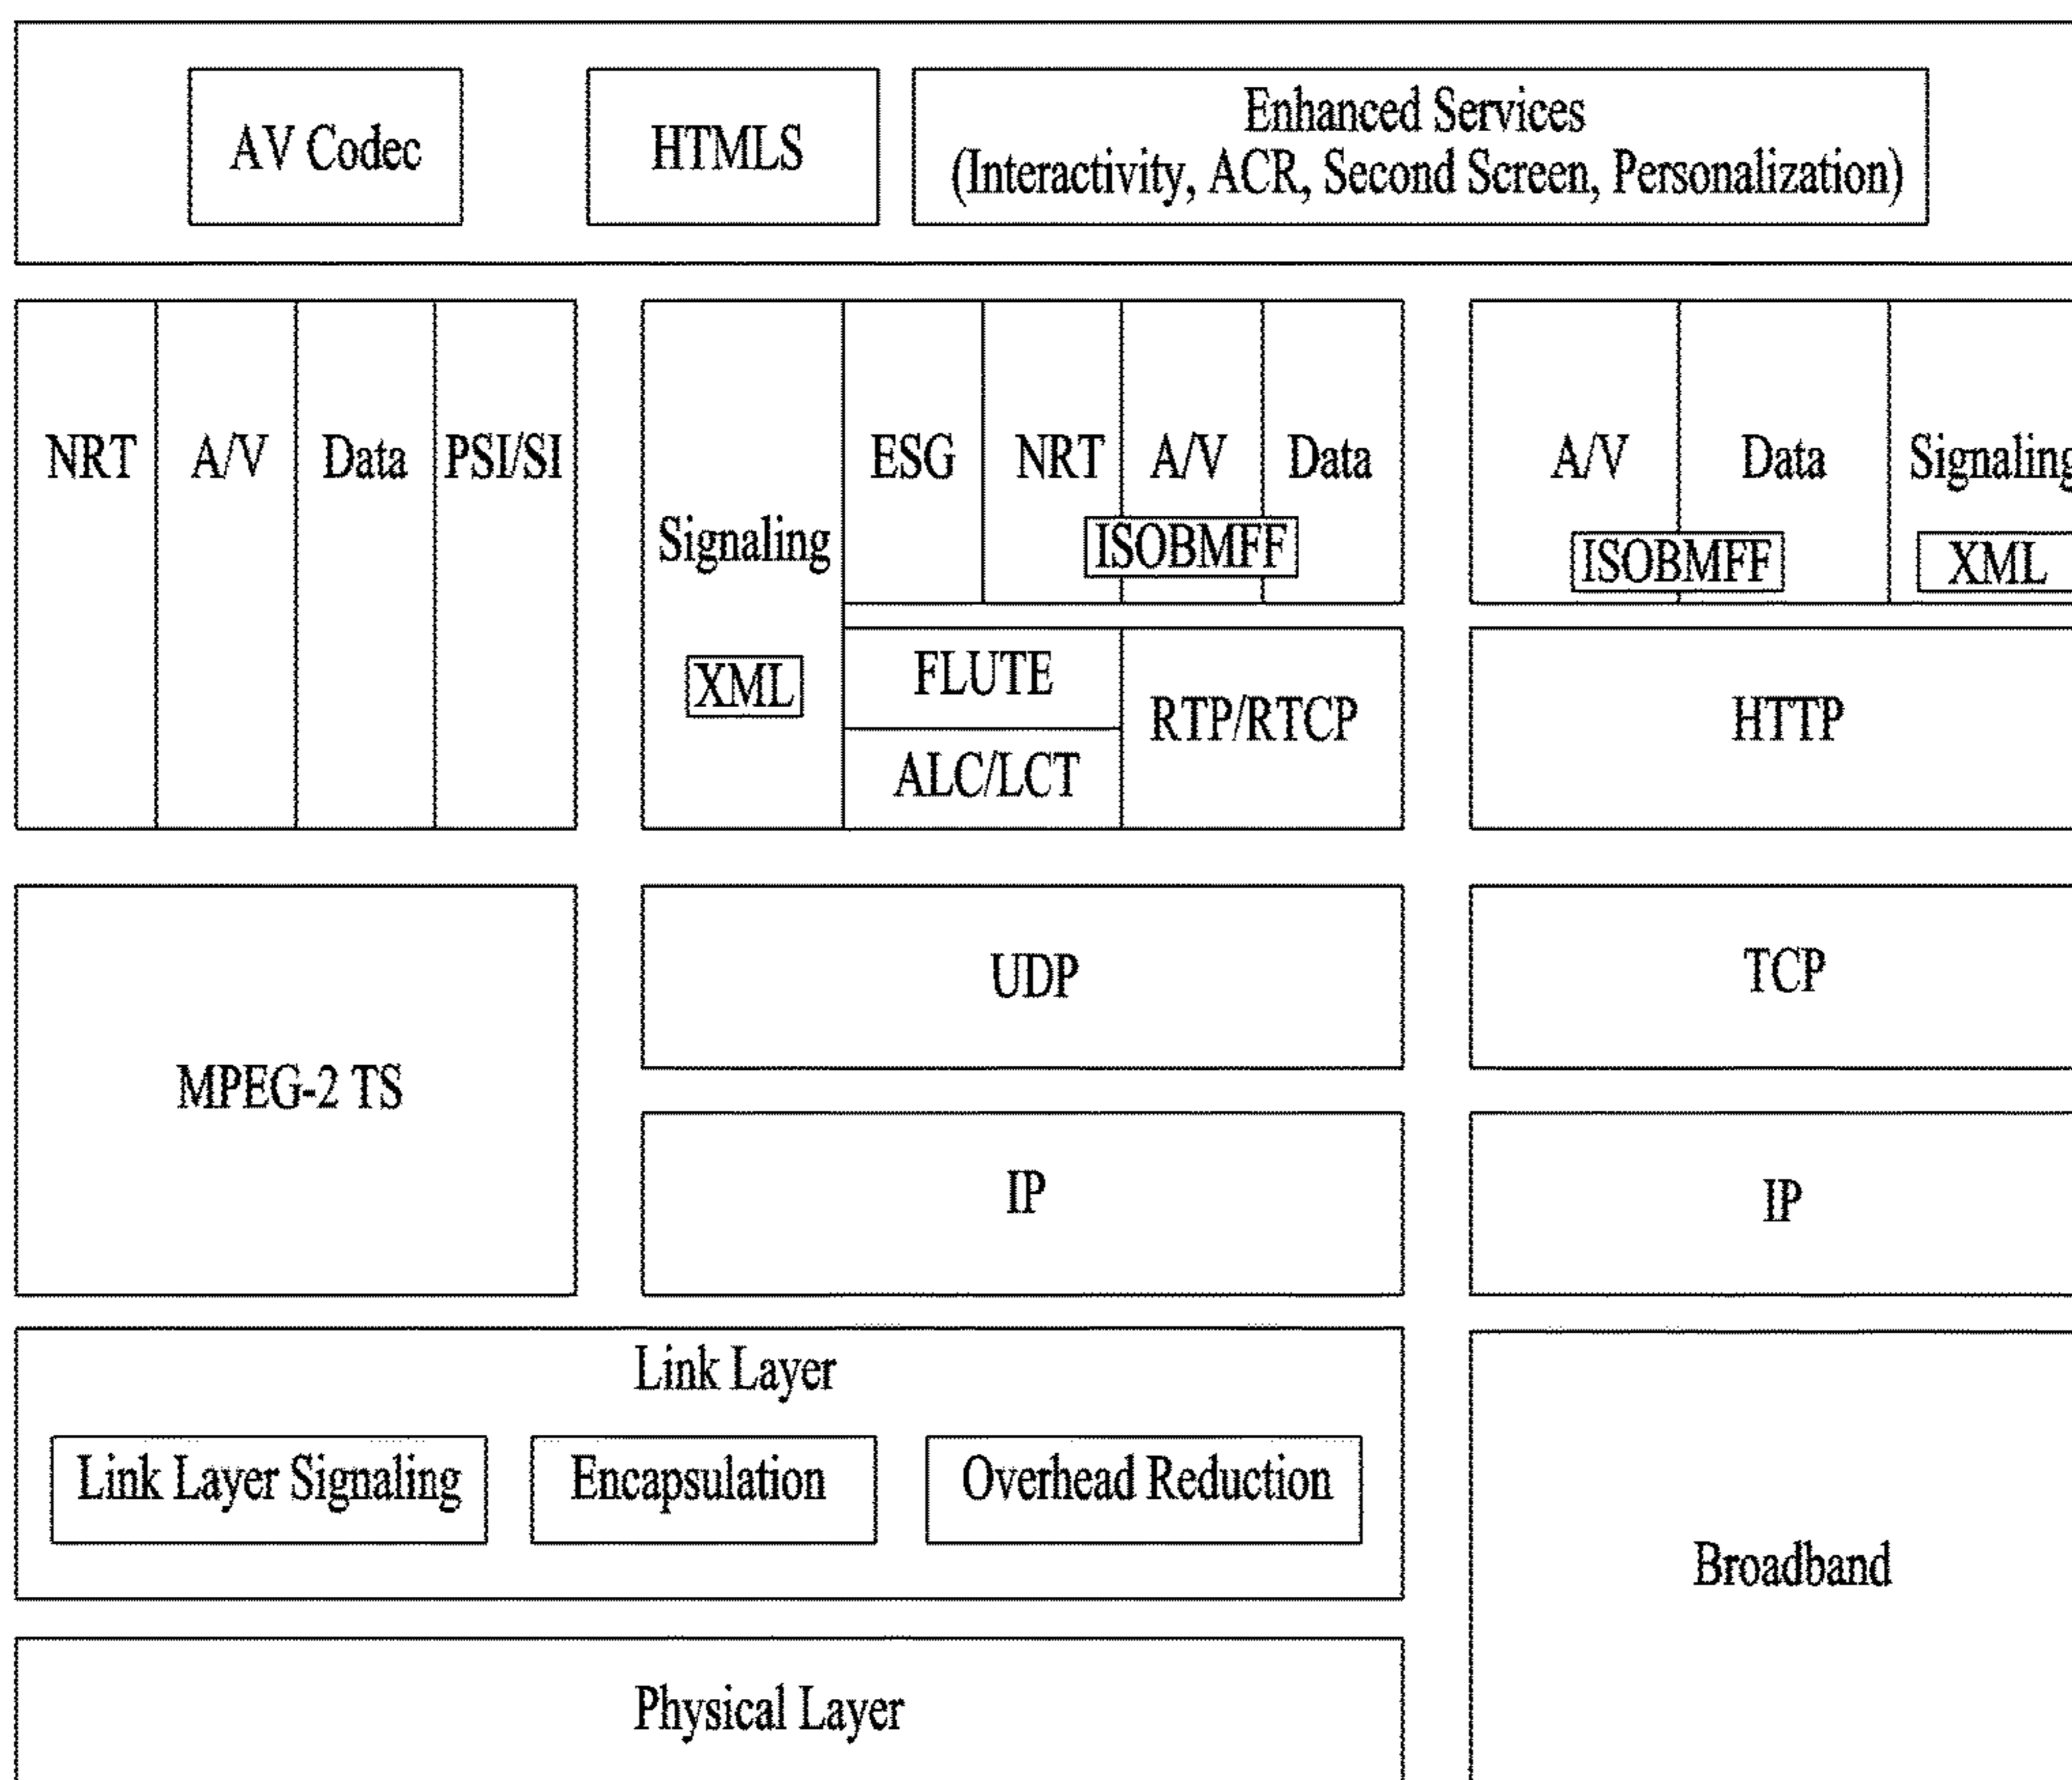 AV Codec
HTMLS
Enhanced Services
(Interactivity, ACR, Second Screen, Personalization)
NRT
A/V
Data
PSI/SI
Signaling
XML
ESG
NRT
A/V
Data
ISOBMFF
FLUTE
ALC/LCT
RTP/RTCP
A/V
Data
Signaling
ISOBMFF
XML
HTTP
MPEG-2 TS
UDP
TCP
IP
IP
Link Layer
Link Layer Signaling
Encapsulation
Overhead Reduction
Broadband
Physical Layer